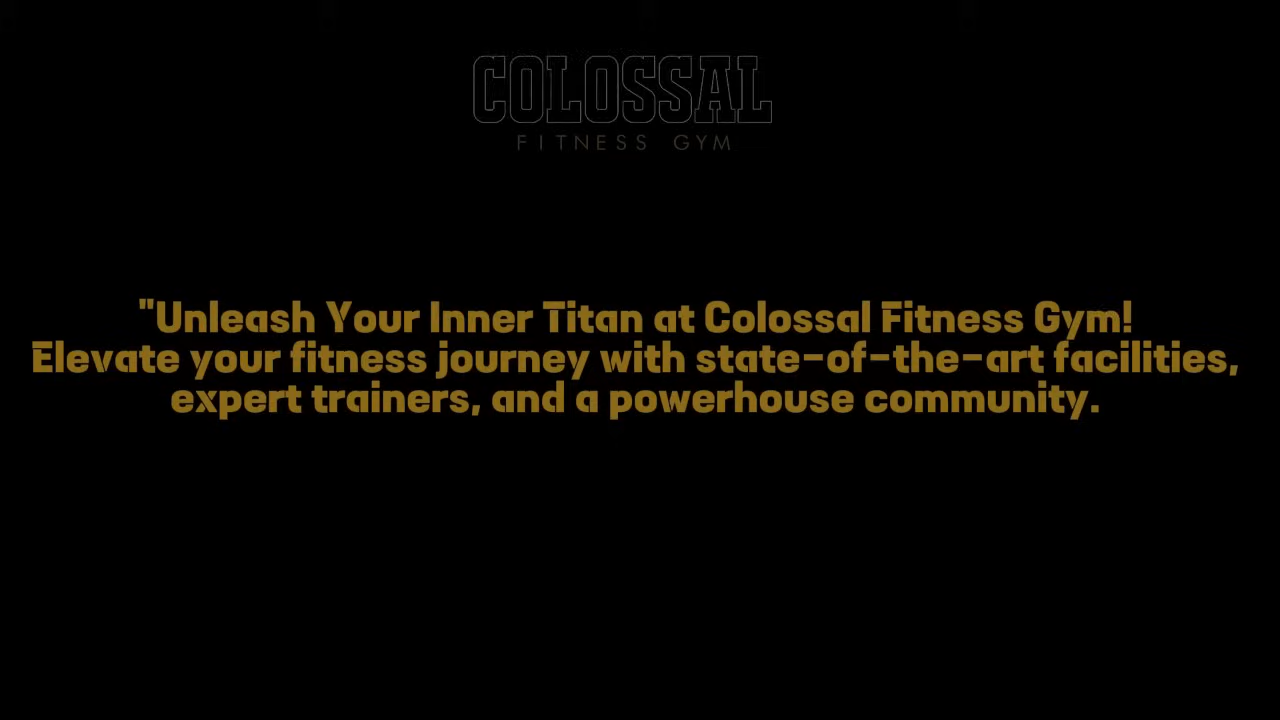 COLOSSAL
FITNESS GYM
"Unleash Your Inner Titan at Colossal Fitness Gym!
Elevate your fitness journey with state-of-the-art facilities,
expert trainers, and a powerhouse community.